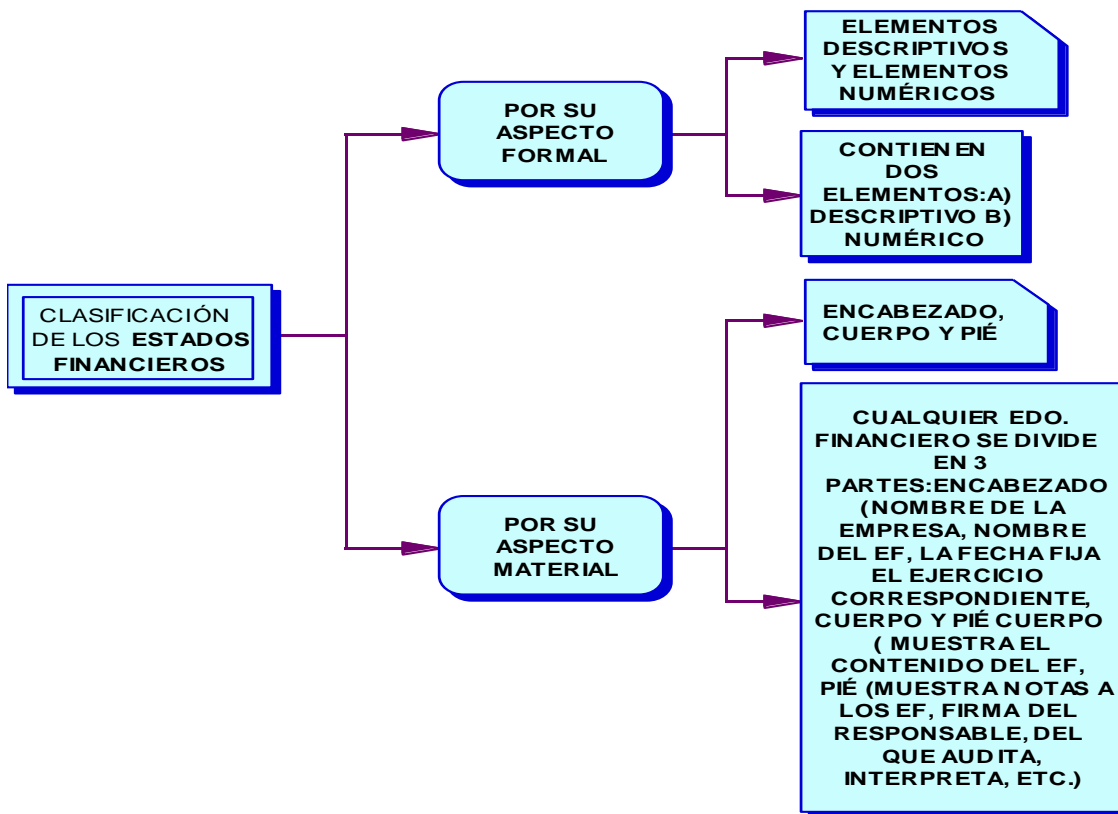 CLASIFICACIÓN
DE LOS ESTADOS
FINANCIEROS
POR SU
ASPECTO
FORMAL
ELEMENTOS
DESCRIPTIVOS
Y ELEMENTOS
NUMÉRICOS
CONTIENEN
DOS
ELEMENTOS:A)
DESCRIPTIVO B)
NUMÉRICO
POR SU
ASPECTO
MATERIAL
ENCABEZADO,
CUERPO Y PIÉ
CUALQUIER EDO.
FINANCIERO SE DIVIDE
EN 3
PARTES:ENCABEZADO
(NOMBRE DE LA
EMPRESA, NOMBRE
DEL EF, LA FECHA FIJA
EL EJERCICIO
CORRESPONDIENTE,
CUERPO Y PIÉ CUERPO
( MUESTRA EL
CONTENIDO DEL EF,
PIÉ (MUESTRA NOTAS A
LOS EF, FIRMA DEL
RESPONSABLE, DEL
QUE AUDITA,
INTERPRETA, ETC.)